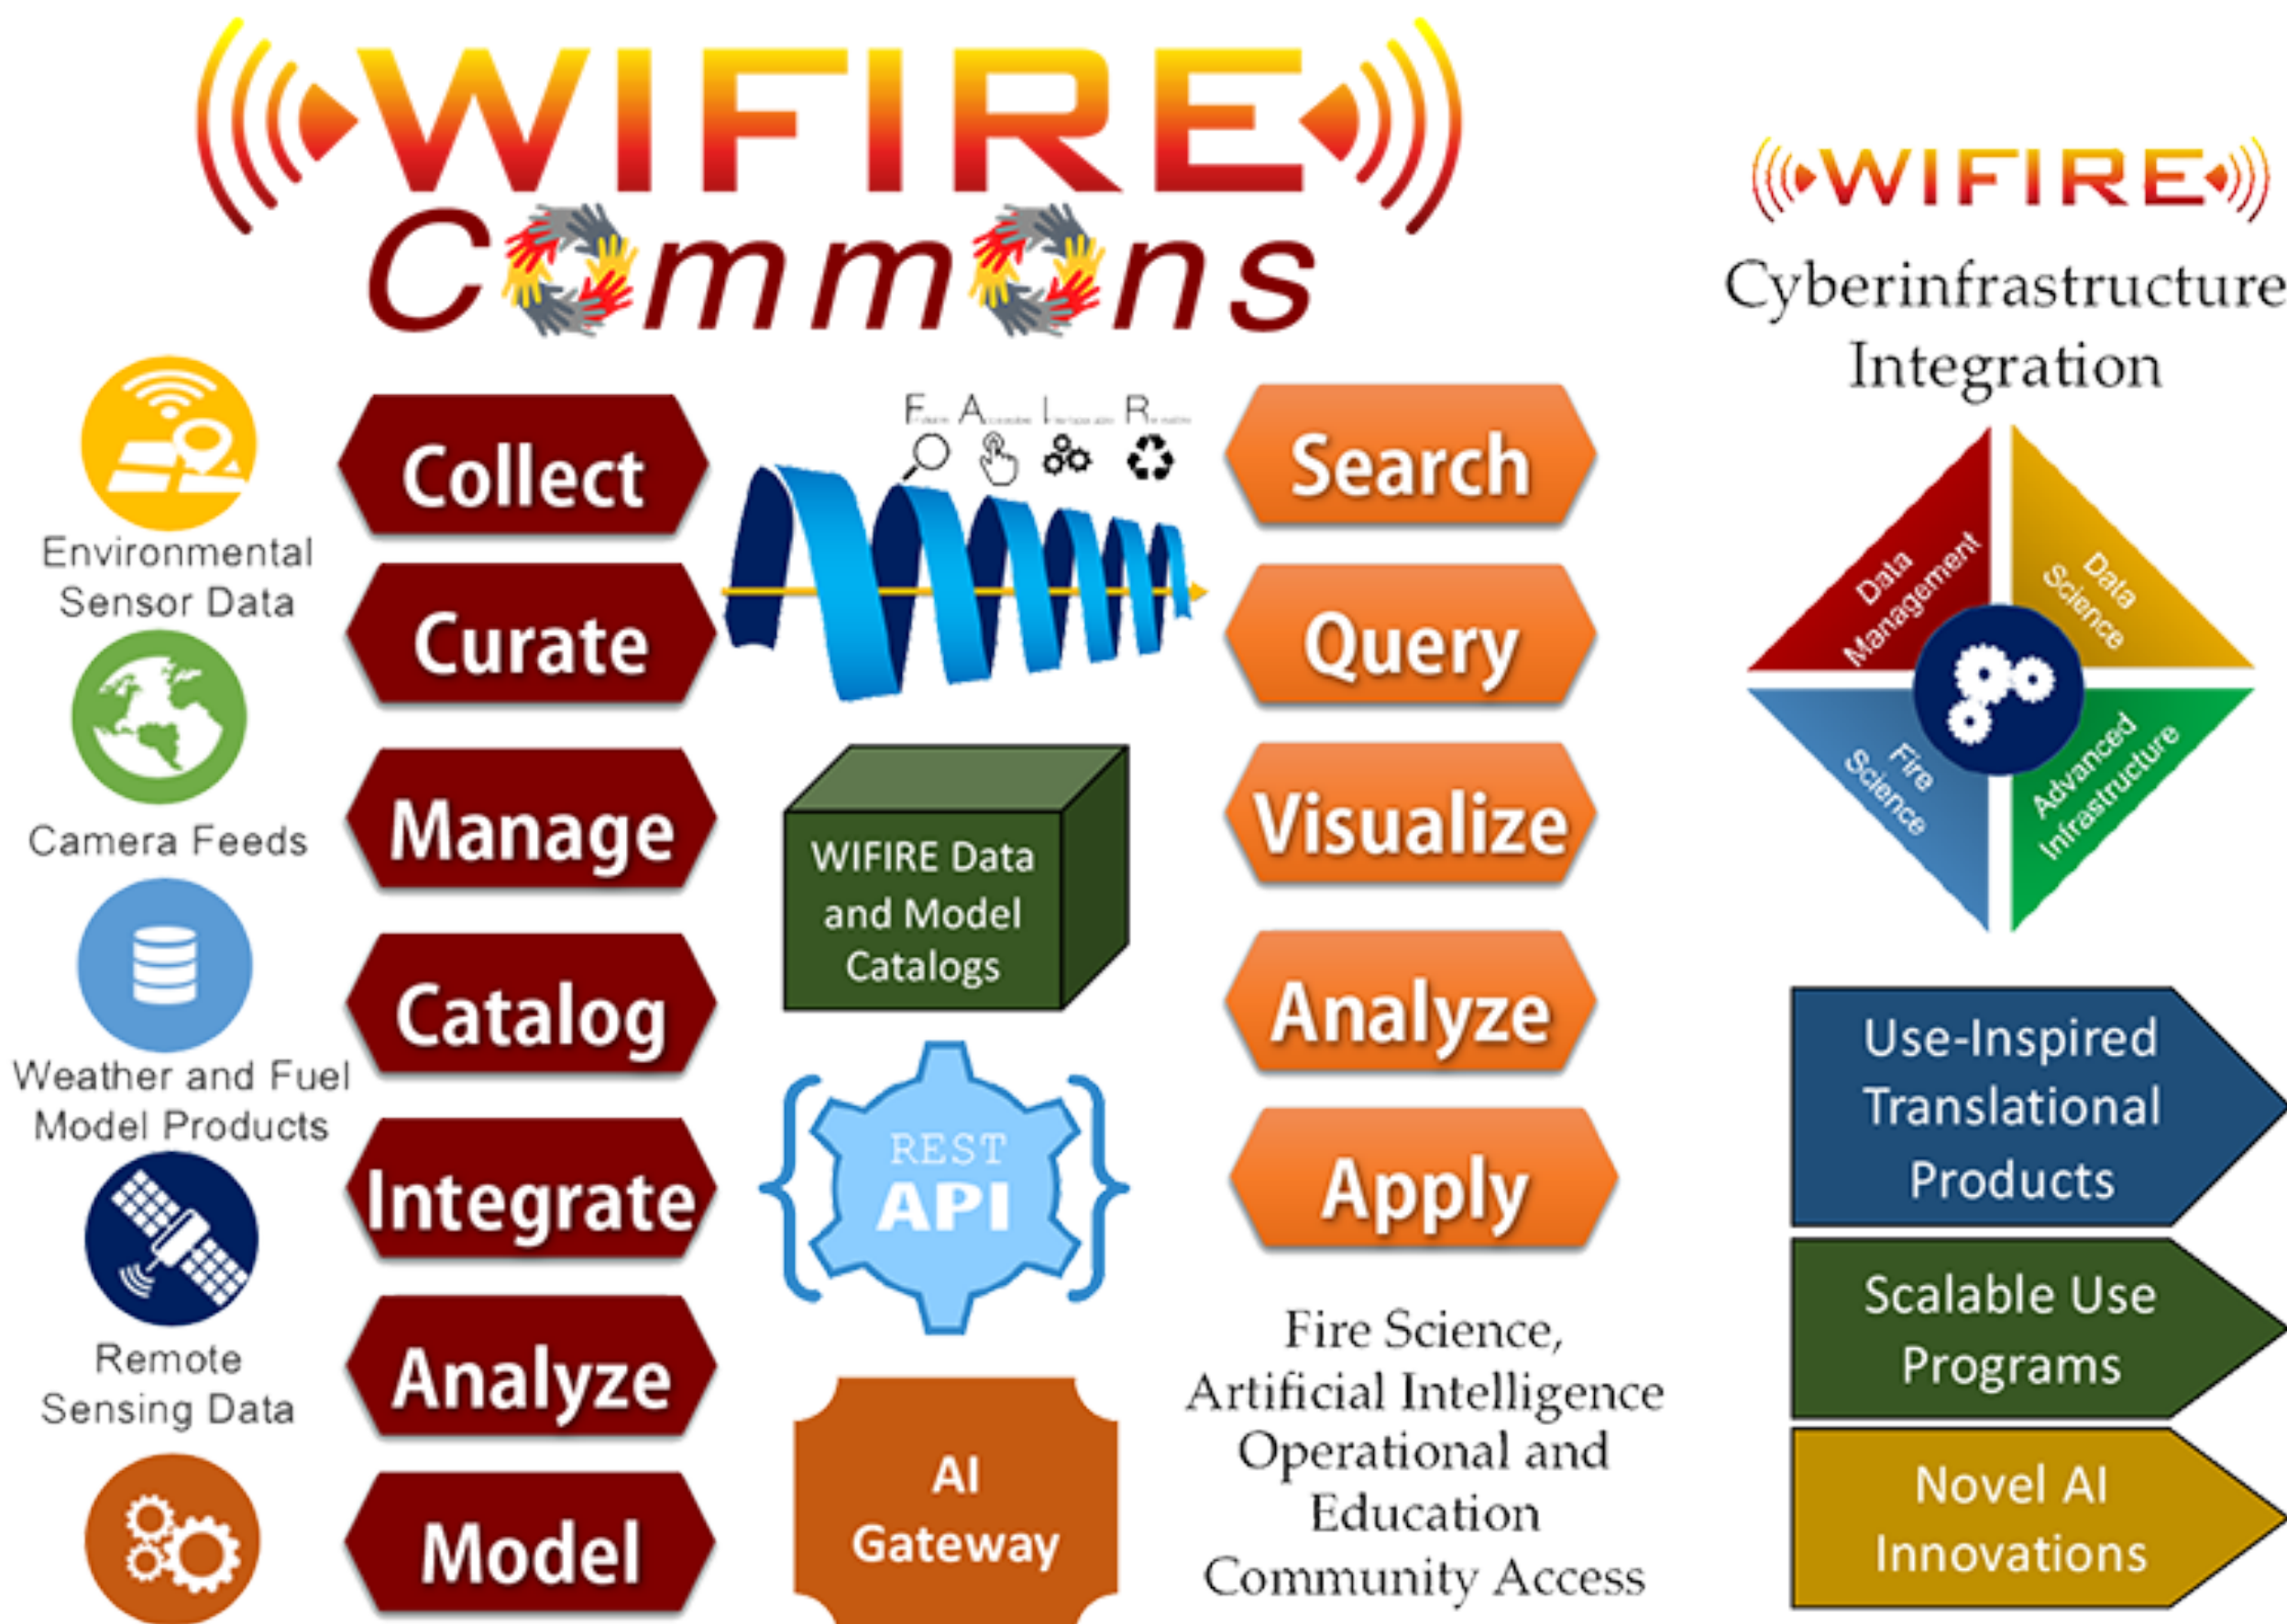 WIFIRE
Commons
Environmental
Sensor Data
Camera Feeds
Weather and Fuel
Model Products
Remote
Sensing Data
Collect
Curate
Manage
Catalog
Integrate
Analyze
Model
F A I R
WIFIRE Data
and Model
Catalogs
REST
API
AI
Gateway
Search
Query
Visualize
Analyze
Apply
Fire Science,
Artificial Intelligence
Operational and
Education
Community Access
WIFIRE
Cyberinfrastructure
Integration
Data
Management
Data
Science
Fire
Science
Advanced
Infrastructure
Use-Inspired
Translational
Products
Scalable Use
Programs
Novel AI
Innovations